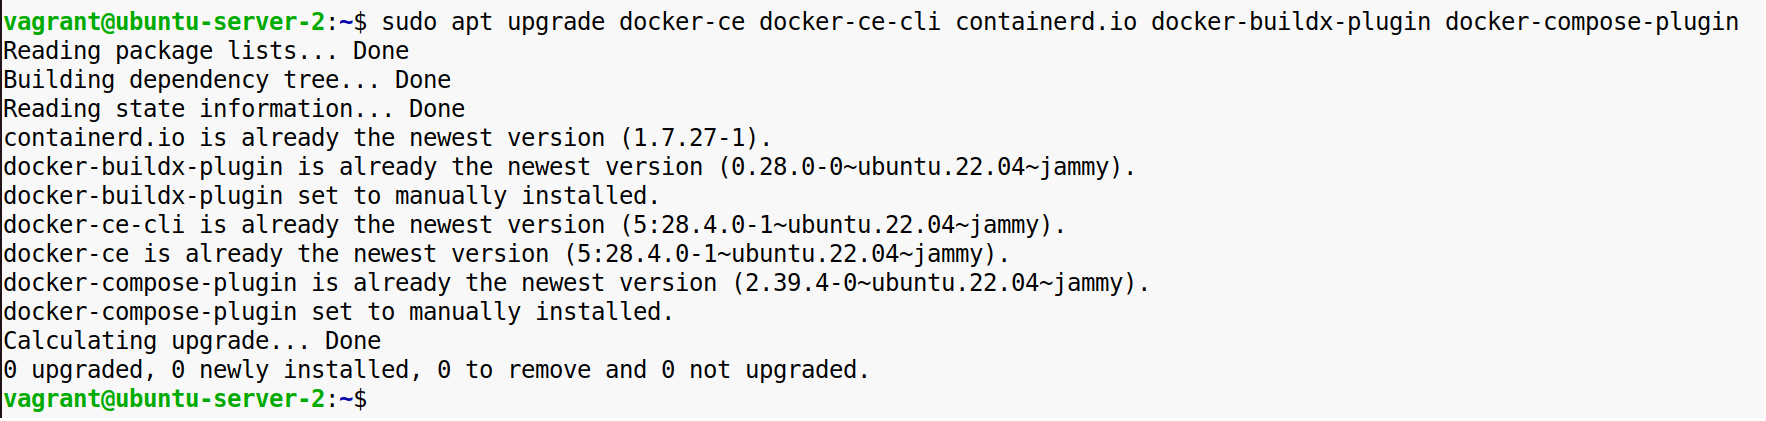 vagrant@ubuntu-server-2:~$ sudo apt upgrade docker-ce docker-ce-cli containerd.io docker-buildx-plugin docker-compose-plugin
Reading package lists... Done
Building dependency tree... Done
Reading state information... Done
containerd.io is already the newest version (1.7.27-1).
docker-buildx-plugin is already the newest version (0.28.0-0~ubuntu.22.04~jammy).
docker-buildx-plugin set to manually installed.
docker-ce-cli is already the newest version (5:28.4.0-1~ubuntu.22.04~jammy).
docker-ce is already the newest version (5:28.4.0-1~ubuntu.22.04~jammy).
docker-compose-plugin is already the newest version (2.39.4-0~ubuntu.22.04~jammy).
docker-compose-plugin set to manually installed.
Calculating upgrade... Done
0 upgraded, 0 newly installed, 0 to remove and 0 not upgraded.
vagrant@ubuntu-server-2:~$